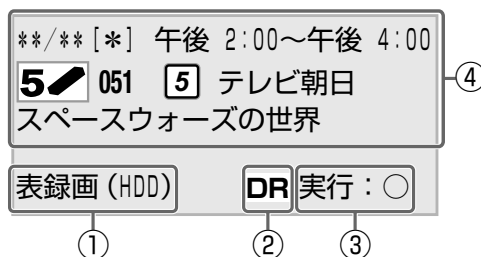 **/**[*] 午後 2:00～午後 4:00
5 051 5 テレビ朝日
スペースウォーズの世界
④
表録画(HDD) DR 実行：○
① ② ③